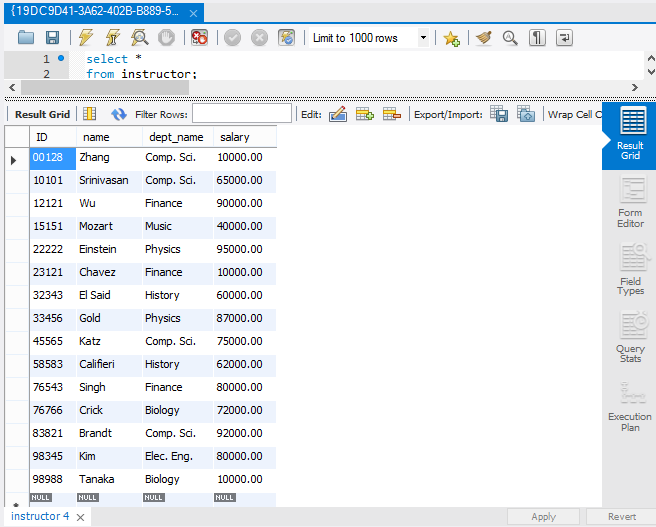 {19DC9D41-3A62-402B-B889-5...
Limit to 1000 rows
1 select *
2 from instructor;
Result Grid Filter Rows: Edit: Export/Import: Wrap Cell C
ID name dept_name salary
00128 Zhang Comp. Sci. 10000.00
10101 Srinivasan Comp. Sci. 65000.00
12121 Wu Finance 90000.00
15151 Mozart Music 40000.00
22222 Einstein Physics 95000.00
23121 Chavez Finance 10000.00
32343 El Said History 60000.00
33456 Gold Physics 87000.00
45565 Katz Comp. Sci. 75000.00
58583 Califieri History 62000.00
76543 Singh Finance 80000.00
76766 Crick Biology 72000.00
83821 Brandt Comp. Sci. 92000.00
98345 Kim Elec. Eng. 80000.00
98988 Tanaka Biology 10000.00
NULL NULL NULL NULL
Result
Grid
Form
Editor
Field
Types
Query
Stats
Execution
Plan
instructor 4 Apply Revert